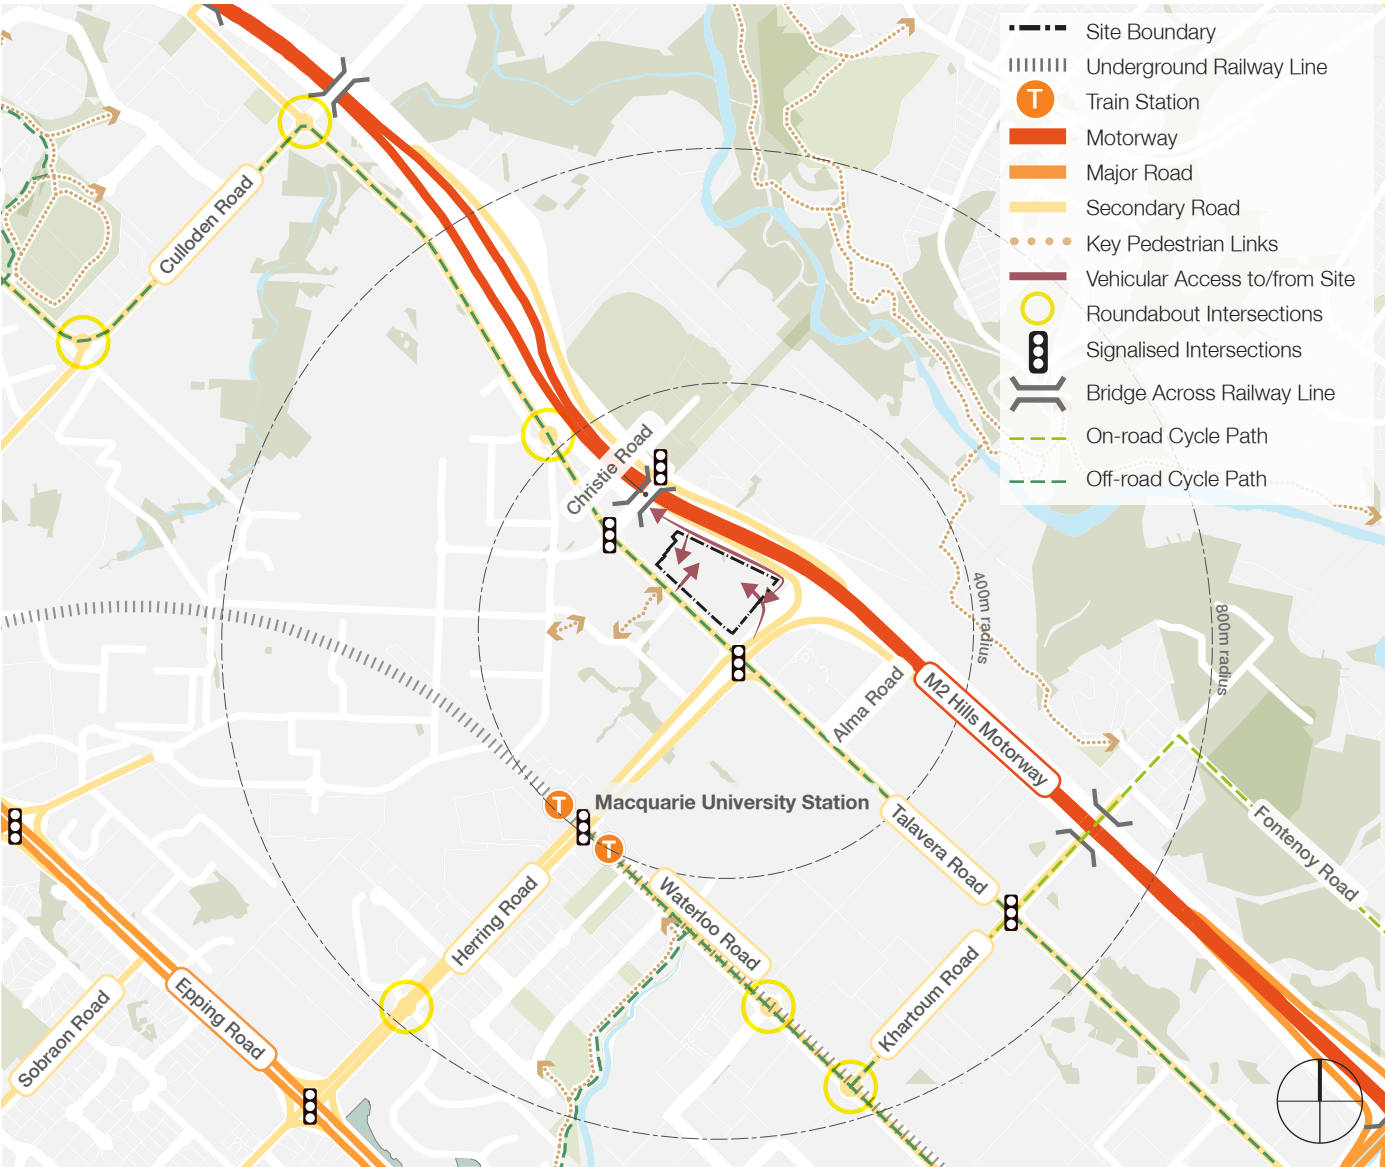 Site Boundary
Underground Railway Line
T
Train Station
Motorway
Major Road
Secondary Road
Key Pedestrian Links
Vehicular Access to/from Site
Roundabout Intersections
Signalised Intersections
Bridge Across Railway Line
On-road Cycle Path
Off-road Cycle Path
Culloden Road
Christie Road
400m radius
800m radius
Alma Road
M2 Hills Motorway
T
Macquarie University Station
T
Talavera Road
Fontenoy Road
Herring Road
Waterloo Road
Khartoum Road
Epping Road
Sobraon Road